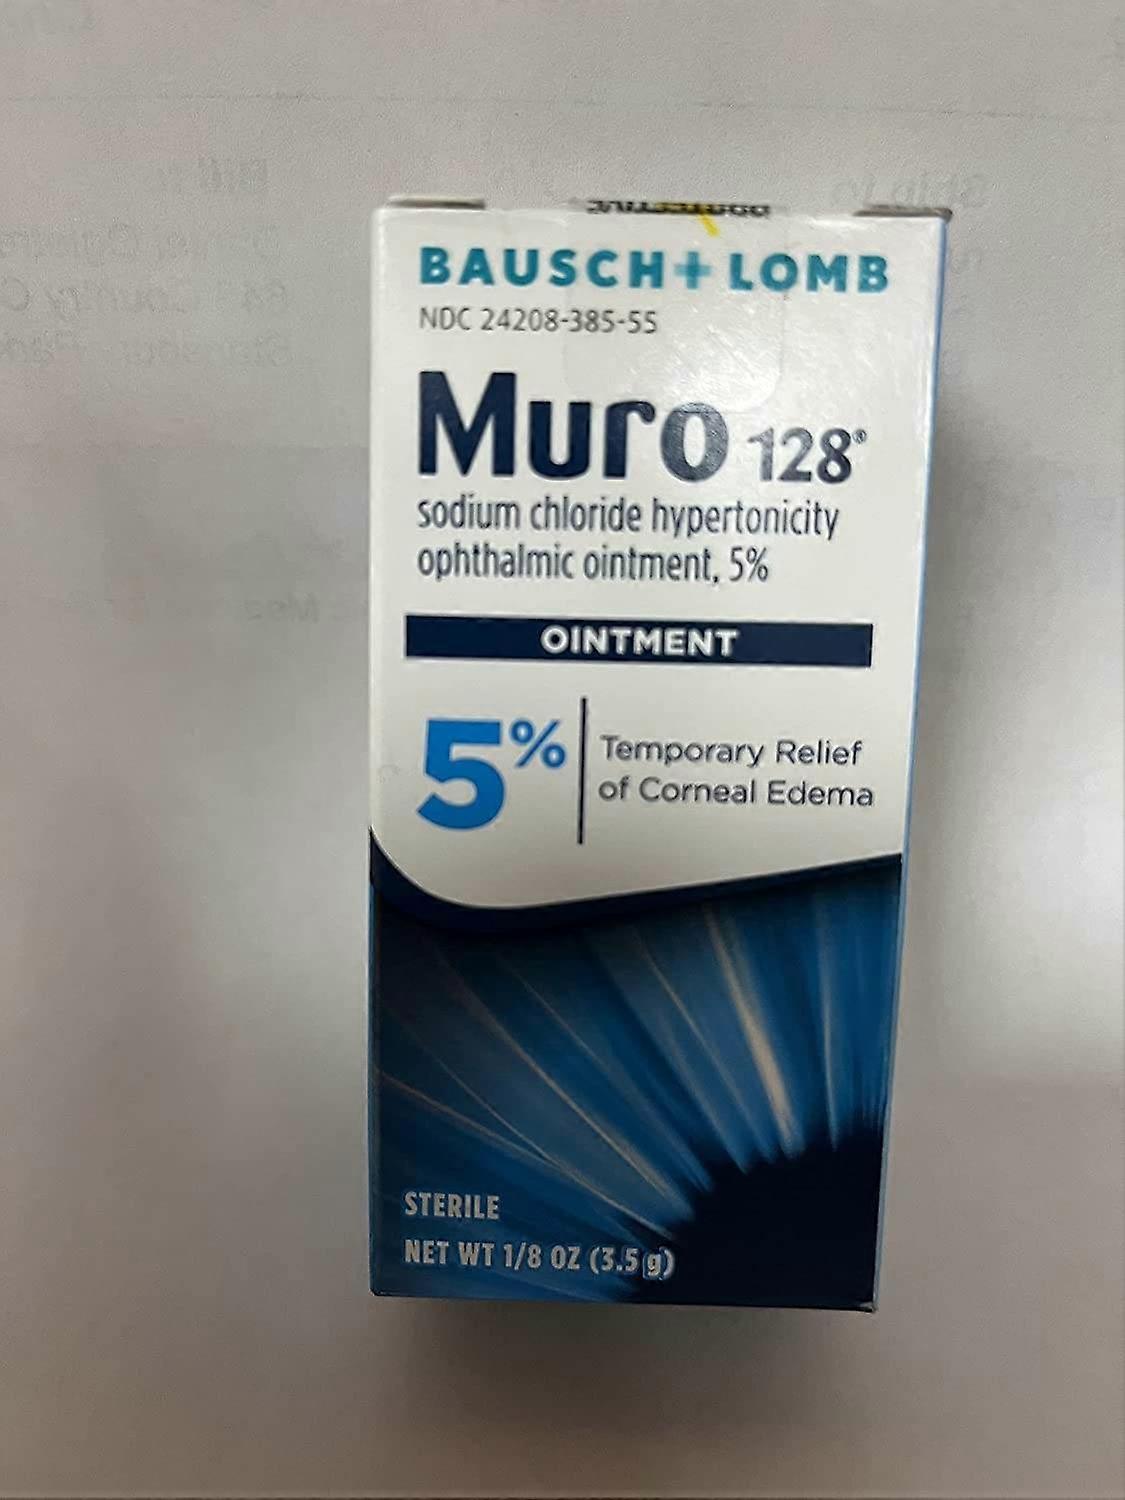 BAUSCH + LOMB
NDC 24208-385-55
Muro 128®
sodium chloride hypertonicity
ophthalmic ointment, 5%
OINTMENT
5%
Temporary Relief
of Corneal Edema
STERILE
NET WT 1/8 OZ (3.5 g)